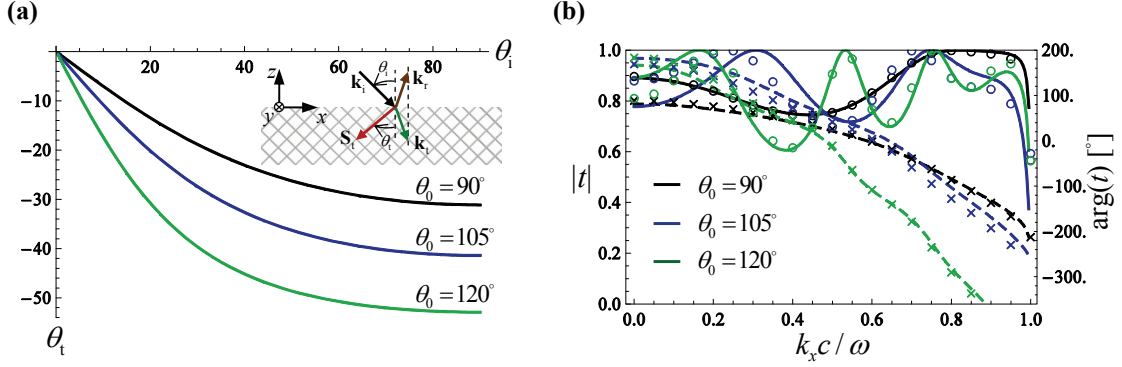 (a)
θi
20 40 60 80
-10
-20
-30
-40
-50
θt
z
y
x
θi
ki
kr
St
θt
kt
θ0 = 90°
θ0 = 105°
θ0 = 120°
(b)
1.0
0.8
0.6
0.4
0.2
0.0
|t|
θ0 = 90°
θ0 = 105°
θ0 = 120°
200.
100.
0.
-100.
-200.
-300.
arg(t) [°]
0.0 0.2 0.4 0.6 0.8 1.0
kxc / ω